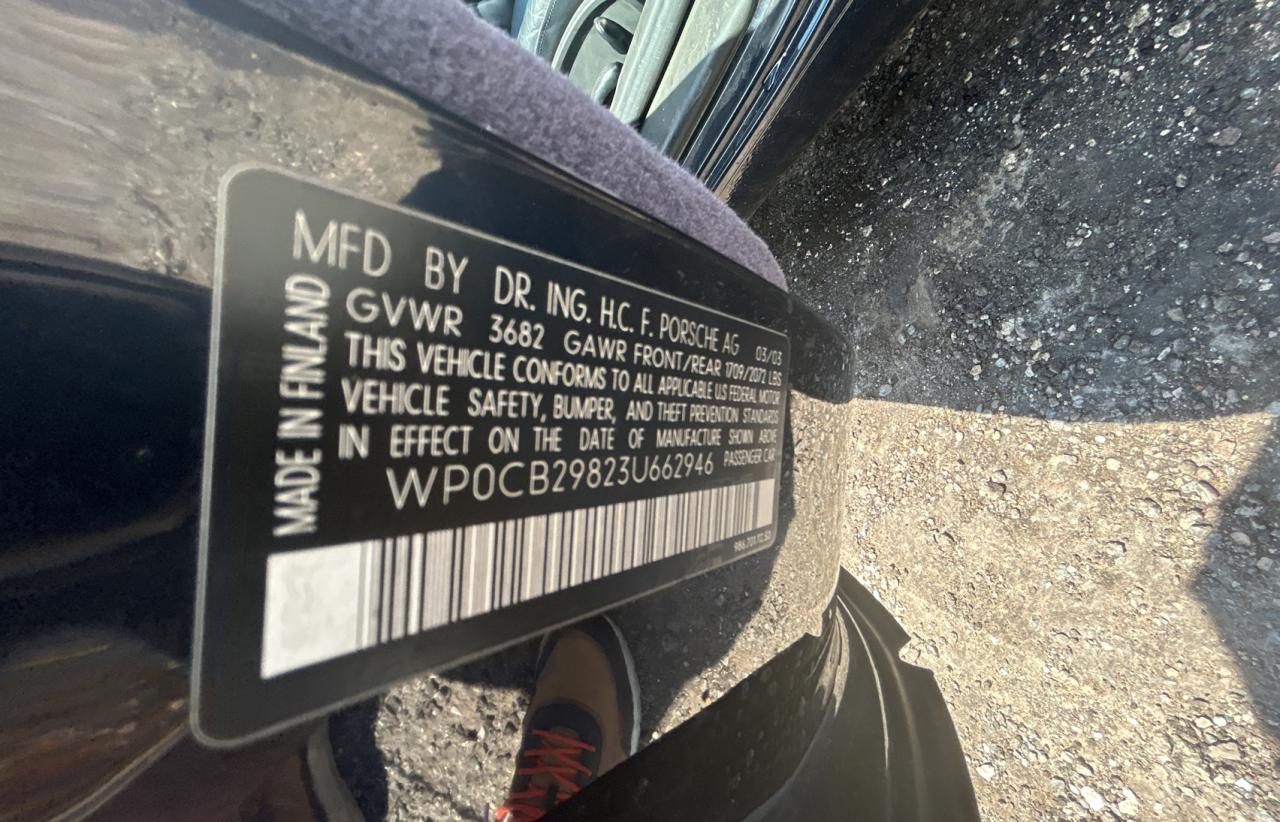 MFD BY DR. ING. H.C. F. PORSCHE AG 03/03
GVWR 3682 GAWR FRONT/REAR 1709/2072 LBS
THIS VEHICLE CONFORMS TO ALL APPLICABLE US FEDERAL MOTOR
VEHICLE SAFETY, BUMPER, AND THEFT PREVENTION STANDARDS
IN EFFECT ON THE DATE OF MANUFACTURE SHOWN ABOVE
WP0CB29823U662946 PASSENGER CAR
MADE IN FINLAND